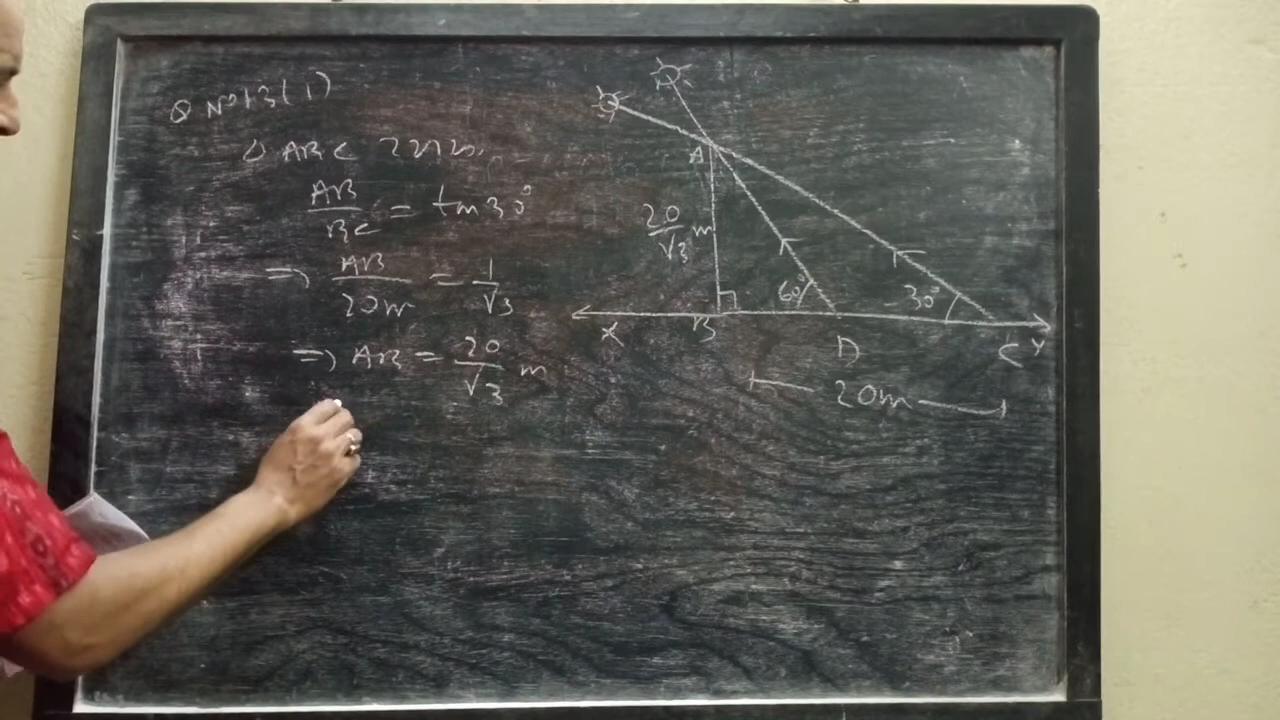 Q No 13(1)
Δ ABC
AB/BC = tan 30°
⇒ AB/20m = 1/√3
⇒ AB = 20/√3 m
A
20/√3 m
60°
30°
X B D C Y
20m